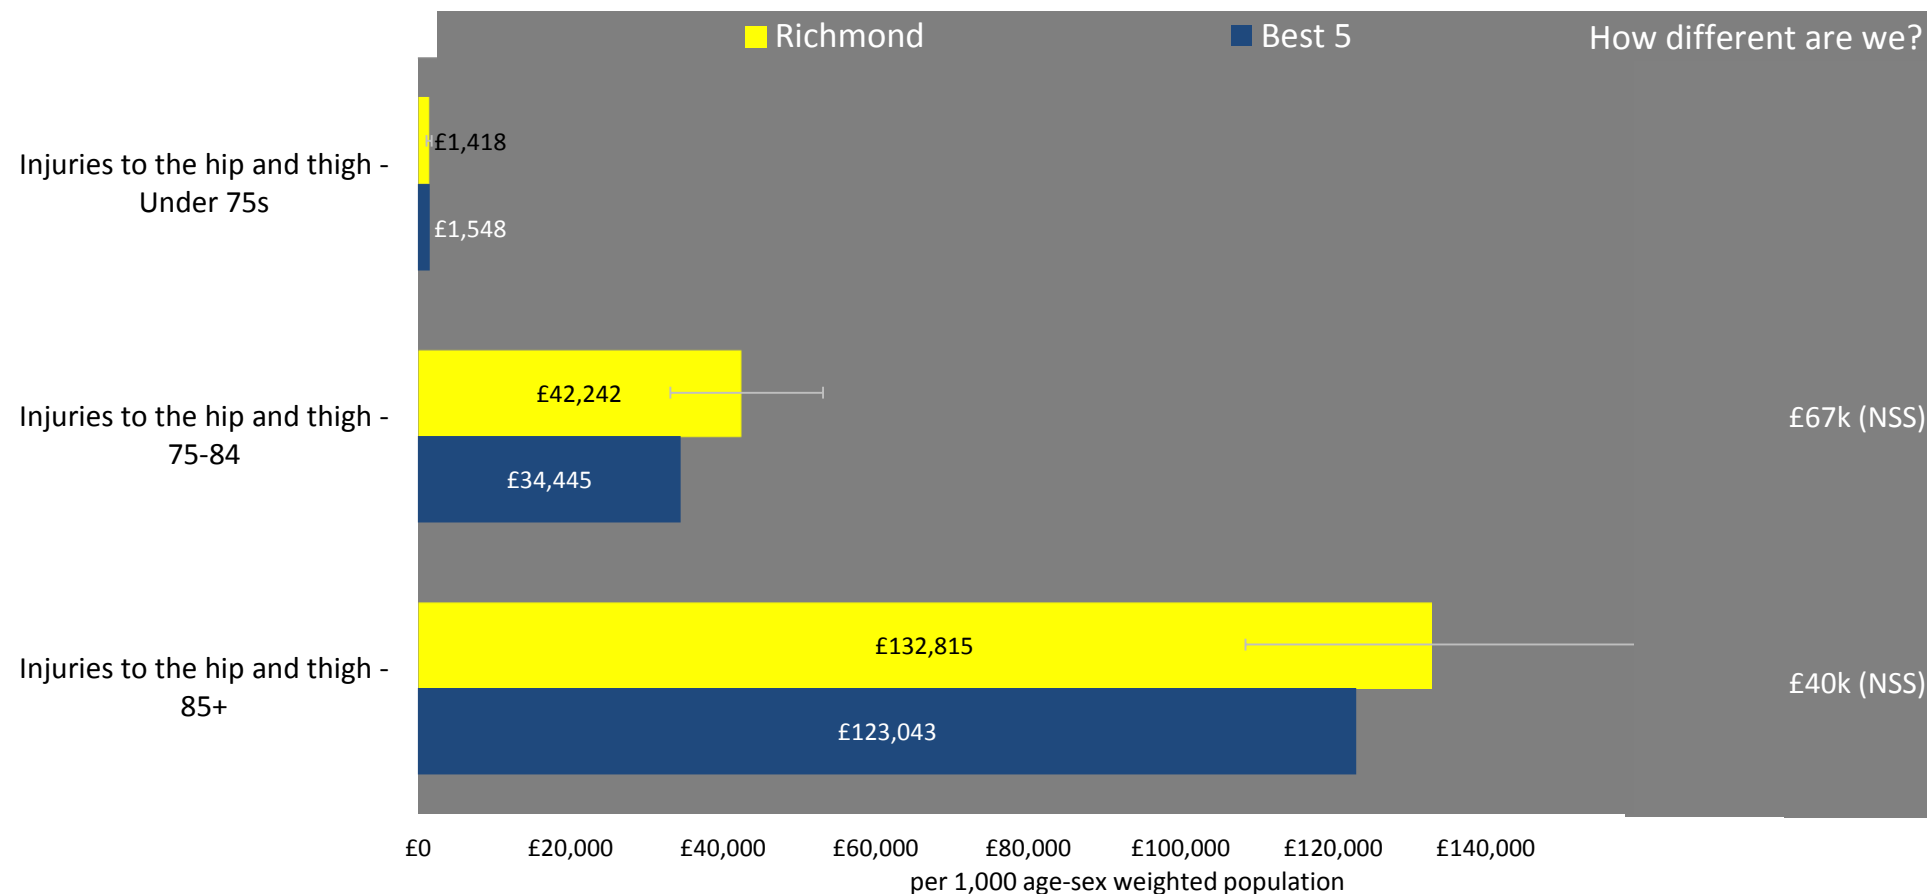 Richmond
Best 5
How different are we?
Injuries to the hip and thigh -
Under 75s
£1,418
£1,548
Injuries to the hip and thigh -
75-84
£42,242
£34,445
£67k (NSS)
Injuries to the hip and thigh -
85+
£132,815
£123,043
£40k (NSS)
£0 £20,000 £40,000 £60,000 £80,000 £100,000 £120,000 £140,000
per 1,000 age-sex weighted population